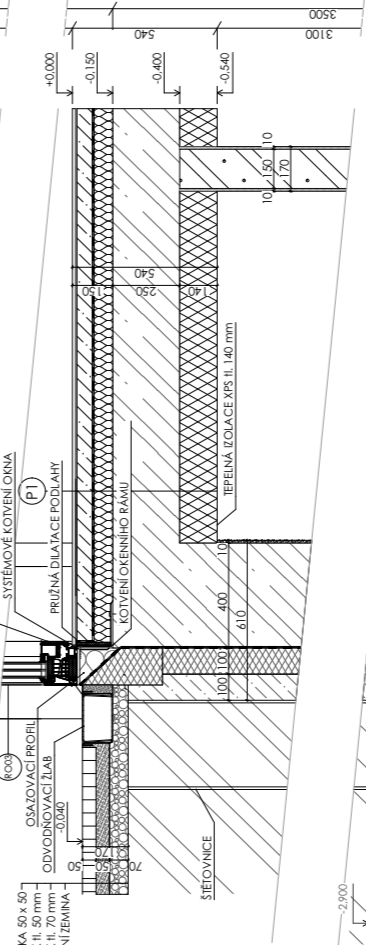 3500
540
3100
+0,000
-0,150
-0,400
-0,540
SYSTÉMOVÉ KOTVENÍ OKNA
P1
PRUŽNÁ DILATACE PODLAHY
KOTVENÍ OKENNÍHO RÁMU
150
540
250
140
10
150
170
10
TEPELNÁ IZOLACE XPS tl. 140 mm
RO03
OSAZOVACÍ PROFIL
ODVODŇOVACÍ ŽLAB
-0,040
10
400
610
100
100
50
50
170
70
KA 50 x 50
tl. 50 mm
tl. 70 mm
NÍ ZEMINA
ŠTĚTOVNICE
-2,900